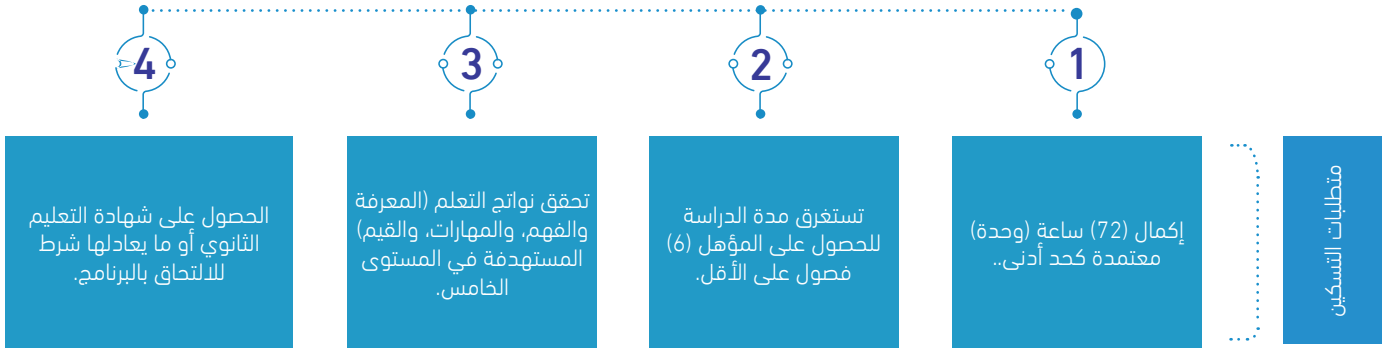 متطلبات التسكين
1
إكمال (72) ساعة (وحدة)
معتمدة كحد أدنى..
2
تستغرق مدة الدراسة
للحصول على المؤهل (6)
فصول على الأقل.
3
تحقق نواتج التعلم (المعرفة
والفهم، والمهارات، والقيم)
المستهدفة في المستوى
الخامس.
4
الحصول على شهادة التعليم
الثانوي أو ما يعادلها شرط
للالتحاق بالبرنامج.